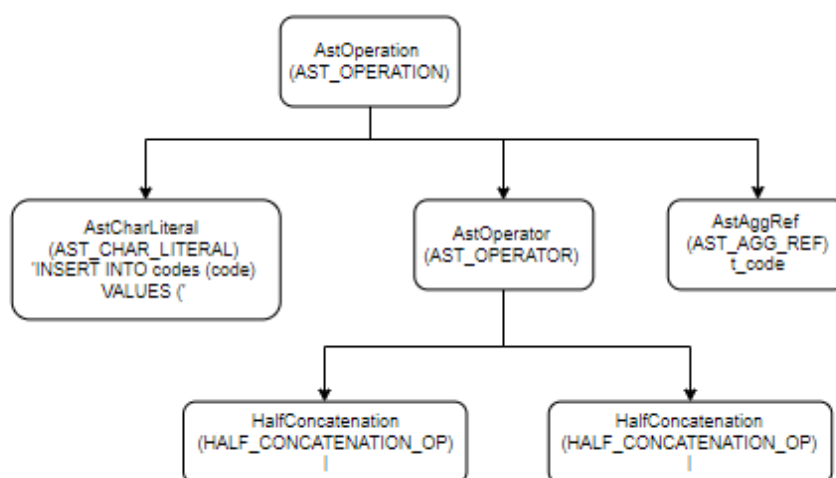 AstOperation
(AST_OPERATION)
AstCharLiteral
(AST_CHAR_LITERAL)
'INSERT INTO codes (code)
VALUES ('
AstOperator
(AST_OPERATOR)
AstAggRef
(AST_AGG_REF)
t_code
HalfConcatenation
(HALF_CONCATENATION_OP)
|
HalfConcatenation
(HALF_CONCATENATION_OP)
|